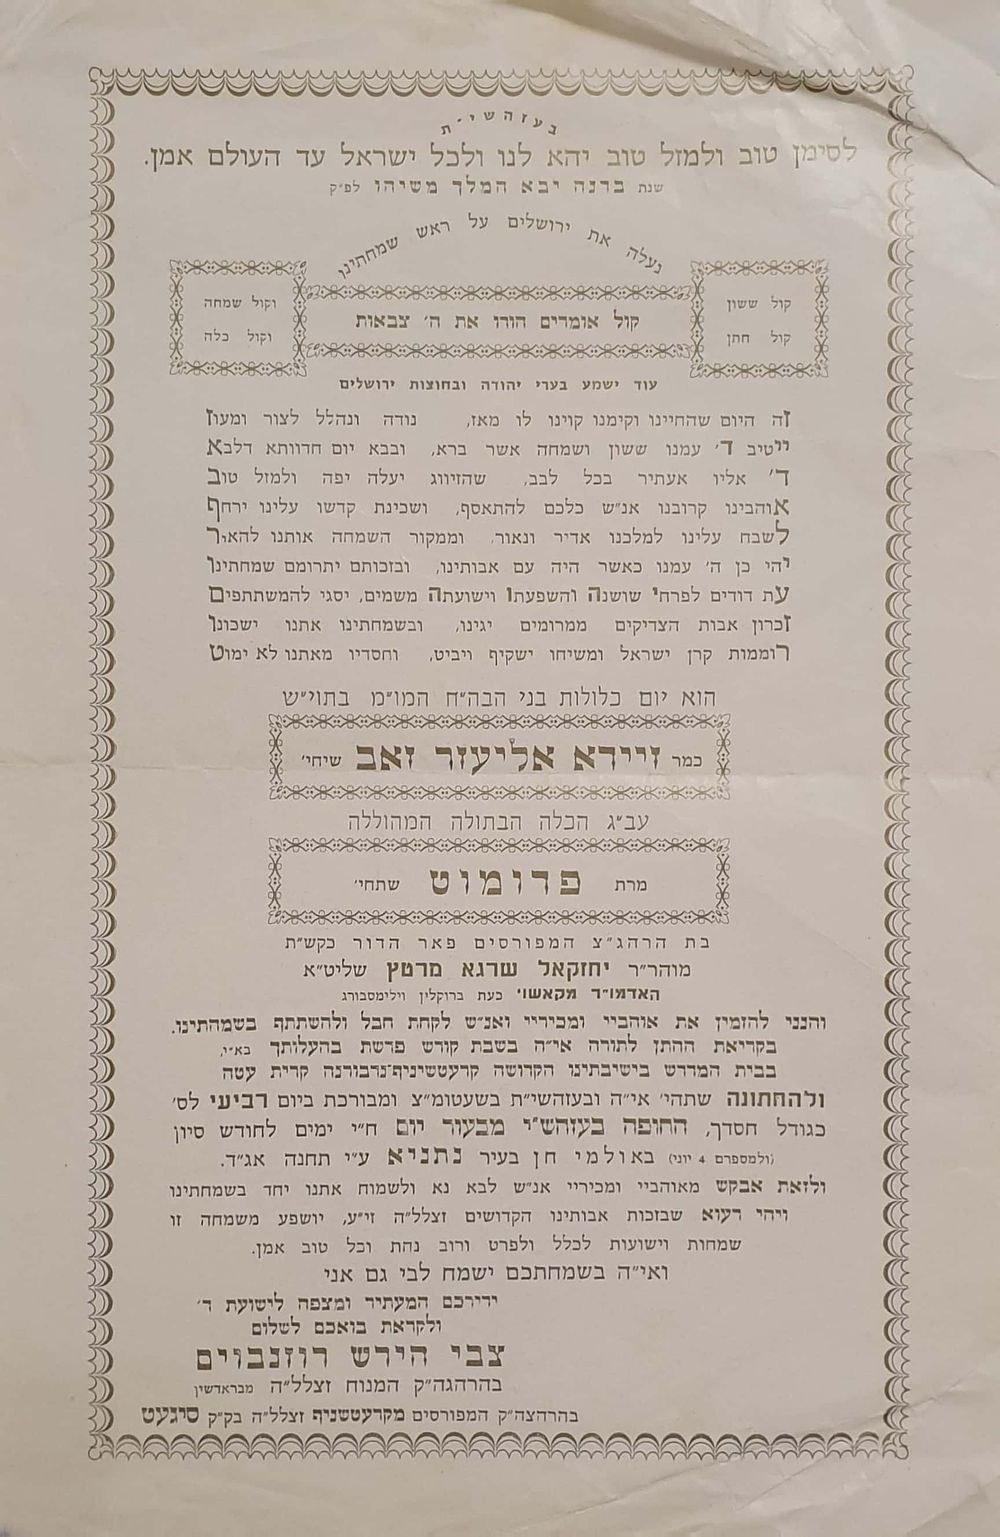 בעזהשי״ת
לסימן טוב ולמזל טוב יהא לנו ולכל ישראל עד העולם אמן.
שנת ברנה יבא המלך משיחו לפ״ק
נעלה את ירושלים על ראש שמחתינו
קול ששון
קול חתן
קול אומרים הודו את ה׳ צבאות
וקול שמחה
וקול כלה
עוד ישמע בערי יהודה ובחוצות ירושלים
זה היום שהחיינו וקימנו קוינו לו מאז, נודה ונהלל לצור ומעוז
ייטיב ד׳ עמנו ששון ושמחה אשר ברא, ובבא יום חדוותא דלבא
ד׳ אליו אעתיר בכל לבב, שהזיווג יעלה יפה ולמזל טוב
אוהבינו קרובנו אנ״ש כלכם להתאסף, ושכינת קדשו עלינו ירחף
לשבח עלינו למלכנו אדיר ונאור, וממקור השמחה אותנו להאיר
יהי כן ה׳ עמנו כאשר היה עם אבותינו, ובזכותם יתרומם שמחתינו
עת דודים לפרחי שושנה והשפעתו וישועתה משמים, יסגי להמשתתפים
זכרון אבות הצדיקים ממרומים יגינו, ובשמחתינו אתנו ישכונו
רוממות קרן ישראל ומשיחו ישקיף ויביט, וחסדיו מאתנו לא ימוט
הוא יום כלולות בני הבה״ח המו״מ בתוי״ש
כמר זיידא אליעזר זאב שיחי׳
עב״ג הכלה הבתולה המהוללה
מרת פרומוט שתחי׳
בת הרהג״צ המפורסים פאר הדור כקש״ת
מוהר״ר יחזקאל שרגא מרטץ שליט״א
האדמו״ר מקאשוי כעת ברוקלין וילימסבורג
והנני להזמין את אוהביי ומכיריי ואנ״ש לקחת חבל ולהשתתף בשמחתינו.
בקריאת החתן לתורה אי״ה בשבת קודש פרשת בהעלותך בא״י,
בבית המדרש בישיבתינו הקדושה קרעטשניף־נדבורנה קרית עטה
ולהחתונה שתהי׳ אי״ה ובעזהשי״ת בשעטומ״צ ומבורכת ביום רביעי לס׳
כגודל חסדך, החופה בעזהש״י מבעוד יום ח״י ימים לחודש סיון
(ולמספרם 4 יוני) באולמי חן בעיר נתניא ע״י תחנה אג״ד.
ולזאת אבקש מאוהביי ומכיריי אנ״ש לבא נא ולשמוח אתנו יחד בשמחתינו
ויהי רעוא שבזכות אבותינו הקדושים זצלל״ה זי״ע, יושפע משמחה זו
שמחות וישועות לכלל ולפרט ורוב נחת וכל טוב אמן.
ואי״ה בשמחתכם ישמח לבי גם אני
ידידכם המעתיר ומצפה לישועת ד׳
ולקראת בואכם לשלום
צבי הירש רוזנבוים
בהרהגה״ק המנוח זצלל״ה מבראדשין
בהרהצה״ק המפורסים מקרעטשניף זצלל״ה בק״ק סיגעט